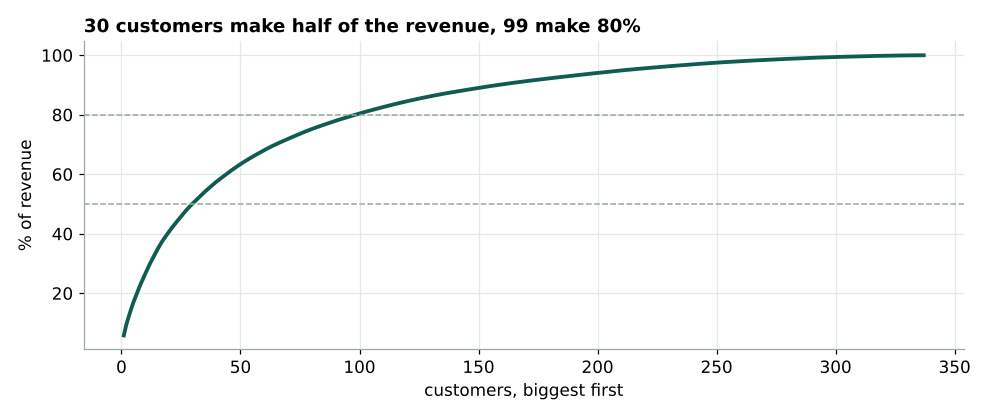 30 customers make half of the revenue, 99 make 80%
100
80
60
40
20
% of revenue
0 50 100 150 200 250 300 350
customers, biggest first